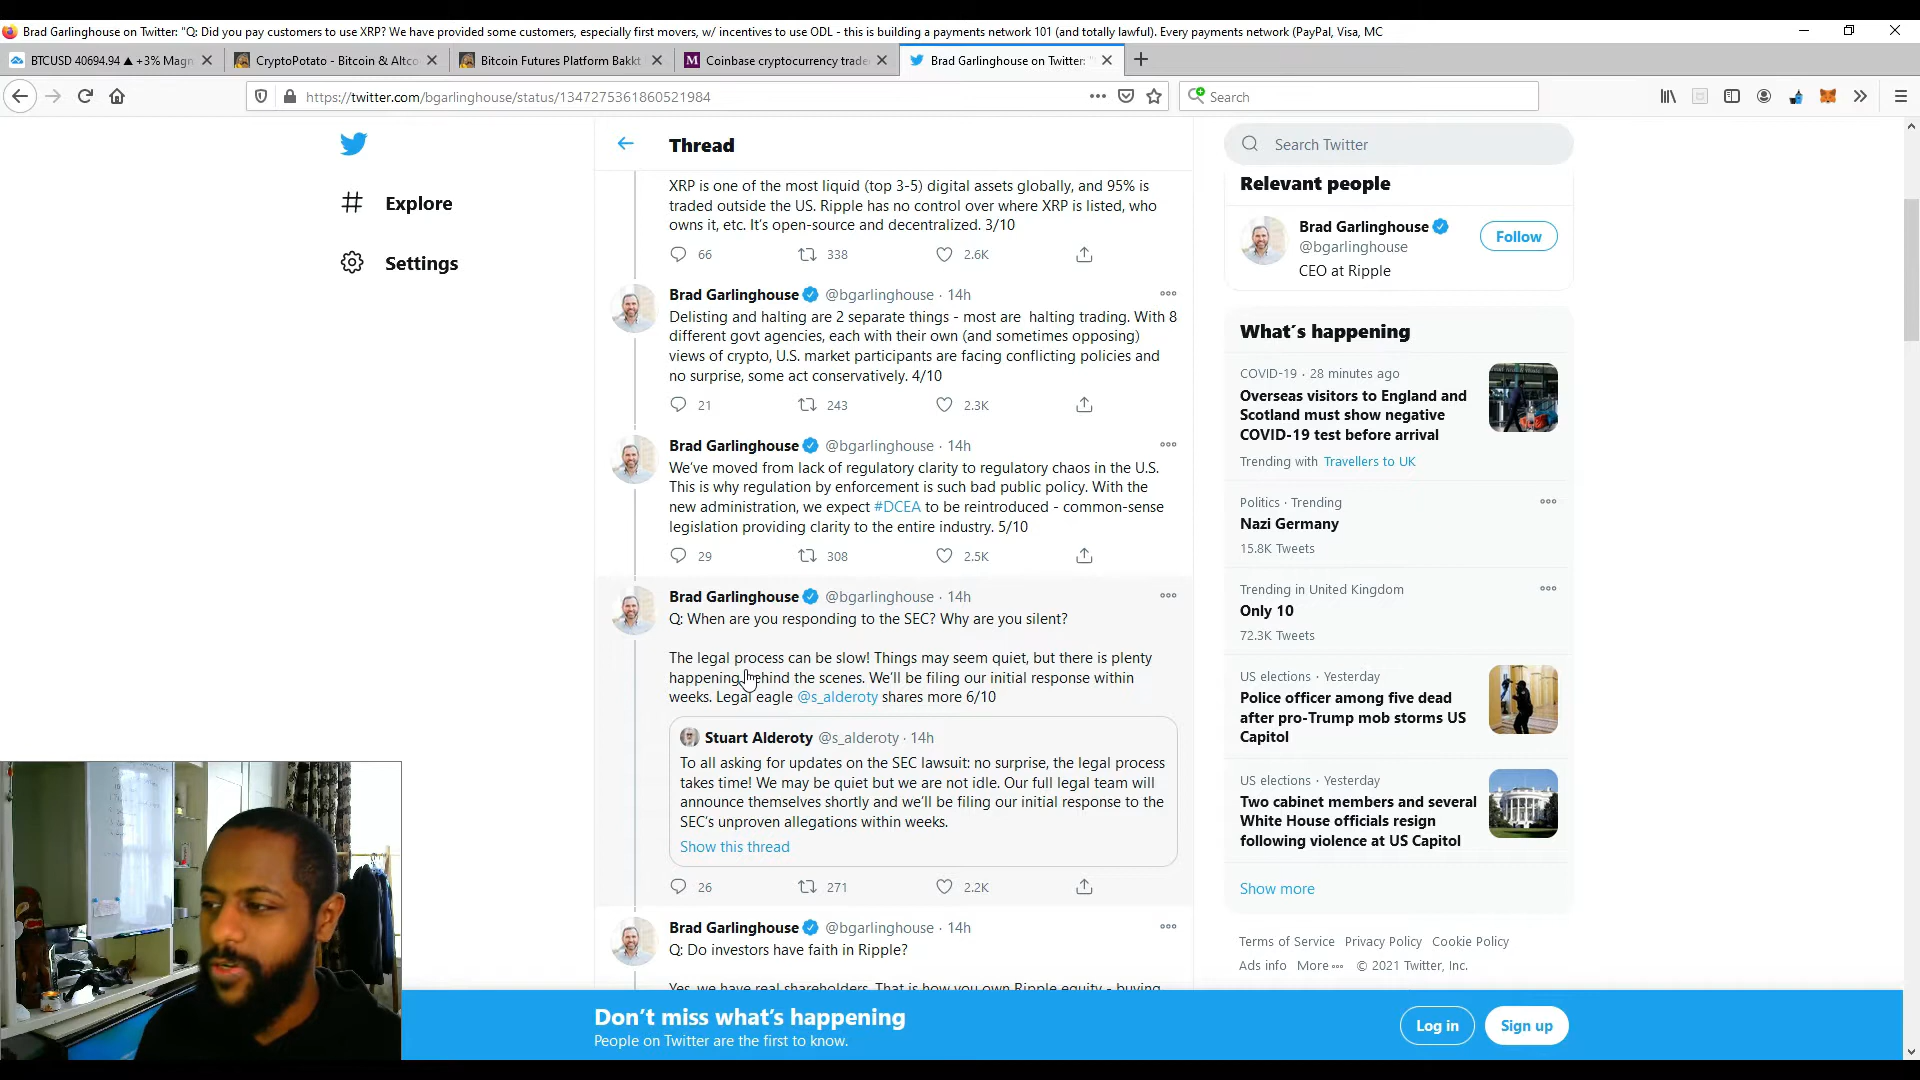 Brad Garlinghouse on Twitter: "Q: Did you pay customers to use XRP? We have provided some customers, especially first movers, w/ incentives to use ODL - this is building a payments network 101 (and totally lawful). Every payments network (PayPal, Visa, MC
BTCUSD 40694.94 ▲ +3% Magn
CryptoPotato - Bitcoin & Altco
Bitcoin Futures Platform Bakkt
Coinbase cryptocurrency trade
Brad Garlinghouse on Twitter: "
https://twitter.com/bgarlinghouse/status/1347275361860521984
Search
Explore
Settings
Thread
XRP is one of the most liquid (top 3-5) digital assets globally, and 95% is
traded outside the US. Ripple has no control over where XRP is listed, who
owns it, etc. It's open-source and decentralized. 3/10
66 338 2.6K
Brad Garlinghouse @bgarlinghouse · 14h
Delisting and halting are 2 separate things - most are halting trading. With 8
different govt agencies, each with their own (and sometimes opposing)
views of crypto, U.S. market participants are facing conflicting policies and
no surprise, some act conservatively. 4/10
21 243 2.3K
Brad Garlinghouse @bgarlinghouse · 14h
We've moved from lack of regulatory clarity to regulatory chaos in the U.S.
This is why regulation by enforcement is such bad public policy. With the
new administration, we expect #DCEA to be reintroduced - common-sense
legislation providing clarity to the entire industry. 5/10
29 308 2.5K
Brad Garlinghouse @bgarlinghouse · 14h
Q: When are you responding to the SEC? Why are you silent?
The legal process can be slow! Things may seem quiet, but there is plenty
happening behind the scenes. We'll be filing our initial response within
weeks. Legal eagle @s_alderoty shares more 6/10
Stuart Alderoty @s_alderoty · 14h
To all asking for updates on the SEC lawsuit: no surprise, the legal process
takes time! We may be quiet but we are not idle. Our full legal team will
announce themselves shortly and we'll be filing our initial response to the
SEC's unproven allegations within weeks.
Show this thread
26 271 2.2K
Brad Garlinghouse @bgarlinghouse · 14h
Q: Do investors have faith in Ripple?
Yes, we have real shareholders. That is how you own Ripple equity - buying
Search Twitter
Relevant people
Brad Garlinghouse
@bgarlinghouse
Follow
CEO at Ripple
What's happening
COVID-19 · 28 minutes ago
Overseas visitors to England and
Scotland must show negative
COVID-19 test before arrival
Trending with Travellers to UK
Politics · Trending
Nazi Germany
15.8K Tweets
Trending in United Kingdom
Only 10
72.3K Tweets
US elections · Yesterday
Police officer among five dead
after pro-Trump mob storms US
Capitol
US elections · Yesterday
Two cabinet members and several
White House officials resign
following violence at US Capitol
Show more
Terms of Service Privacy Policy Cookie Policy
Ads info More © 2021 Twitter, Inc.
Don't miss what's happening
People on Twitter are the first to know.
Log in
Sign up